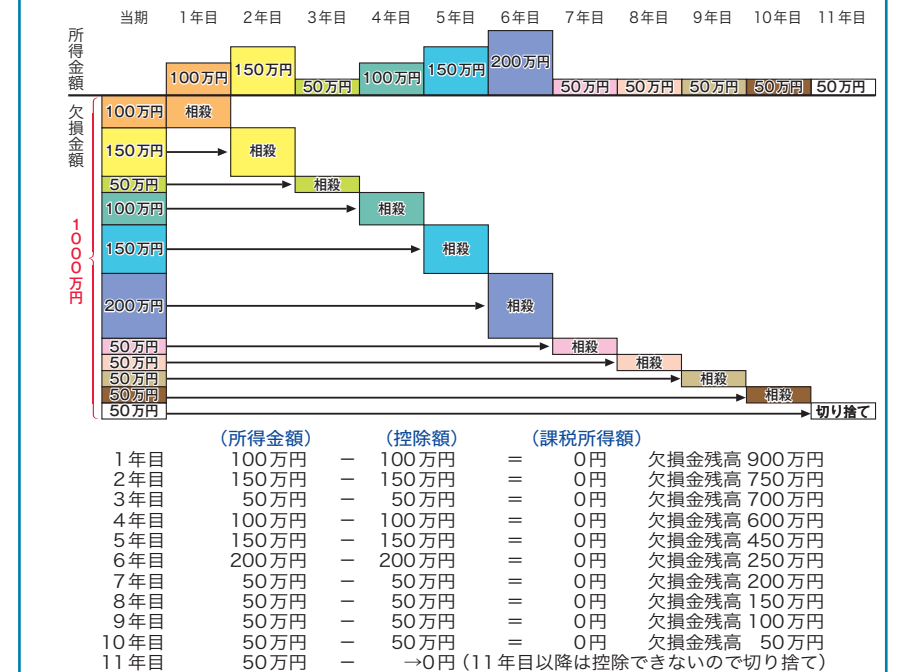 当期 1年目 2年目 3年目 4年目 5年目 6年目 7年目 8年目 9年目 10年目 11年目
所得金額
100万円 150万円 50万円 100万円 150万円 200万円 50万円 50万円 50万円 50万円 50万円
欠損金額
1000万円
100万円 相殺
150万円 相殺
50万円 相殺
100万円 相殺
150万円 相殺
200万円 相殺
50万円 相殺
50万円 相殺
50万円 相殺
50万円 相殺
50万円 切り捨て
(所得金額) (控除額) (課税所得額)
1年目 100万円 − 100万円 = 0円 欠損金残高 900万円
2年目 150万円 − 150万円 = 0円 欠損金残高 750万円
3年目 50万円 − 50万円 = 0円 欠損金残高 700万円
4年目 100万円 − 100万円 = 0円 欠損金残高 600万円
5年目 150万円 − 150万円 = 0円 欠損金残高 450万円
6年目 200万円 − 200万円 = 0円 欠損金残高 250万円
7年目 50万円 − 50万円 = 0円 欠損金残高 200万円
8年目 50万円 − 50万円 = 0円 欠損金残高 150万円
9年目 50万円 − 50万円 = 0円 欠損金残高 100万円
10年目 50万円 − 50万円 = 0円 欠損金残高 50万円
11年目 50万円 − →0円(11年目以降は控除できないので切り捨て)